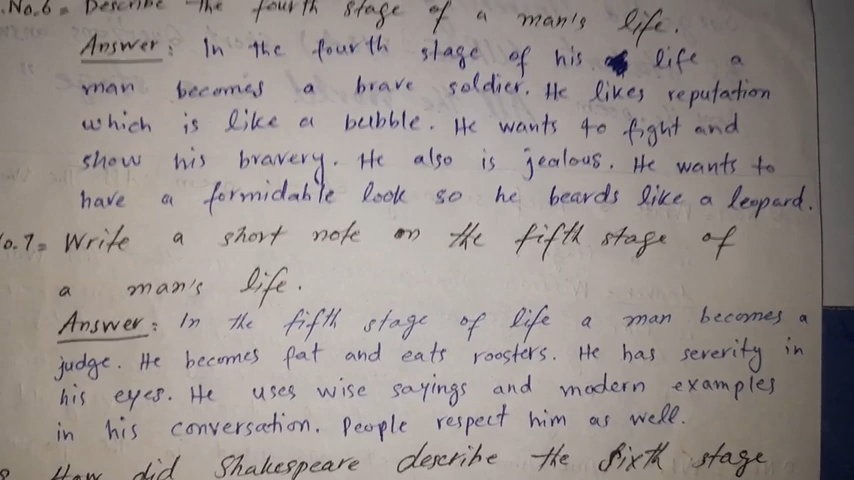 .No.6 = Describe the fourth stage of a man's life.
Answer: In the fourth stage of his life a
man becomes a brave soldier. He likes reputation
which is like a bubble. He wants to fight and
show his bravery. He also is jealous. He wants to
have a formidable look so he beards like a leopard.
o.7= Write a short note on the fifth stage of
a man's life.
Answer: In the fifth stage of life a man becomes a
judge. He becomes fat and eats roosters. He has severity in
his eyes. He uses wise sayings and modern examples
in his conversation. People respect him as well.
8 How did Shakespeare describe the sixth stage